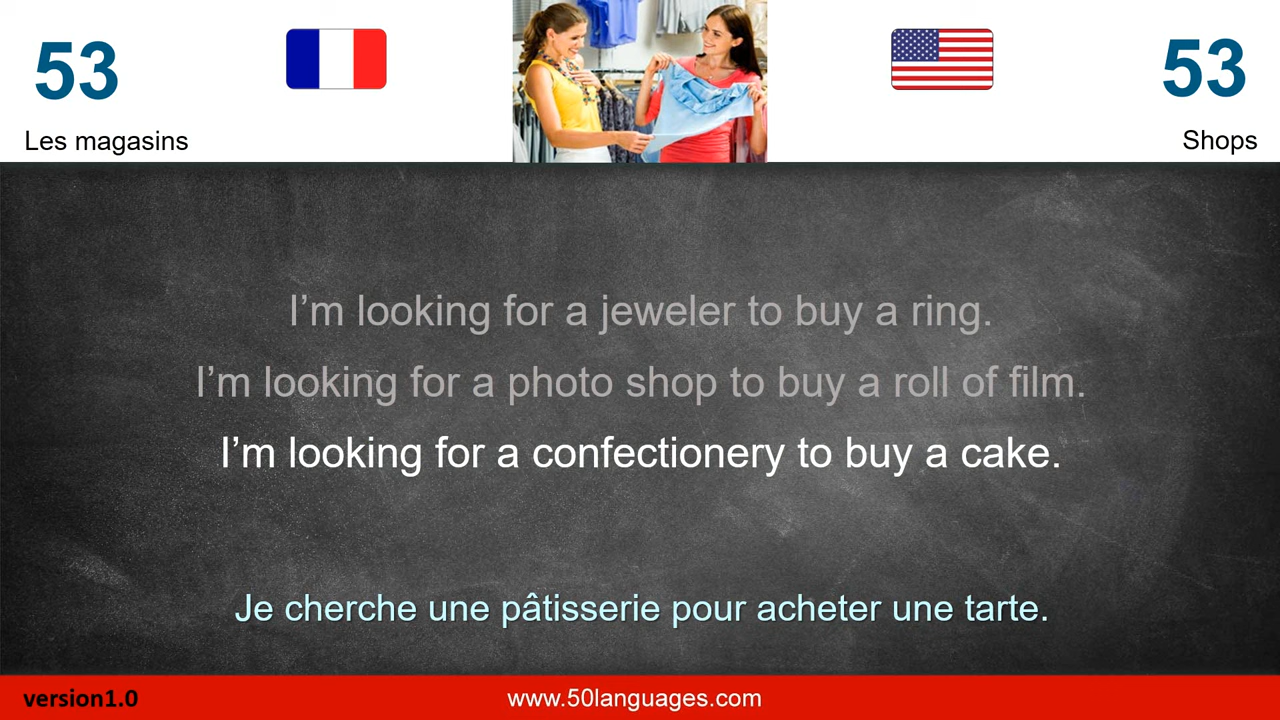 53
53
Les magasins
Shops
I’m looking for a jeweler to buy a ring.
I’m looking for a photo shop to buy a roll of film.
I’m looking for a confectionery to buy a cake.
Je cherche une pâtisserie pour acheter une tarte.
version1.0
www.50languages.com